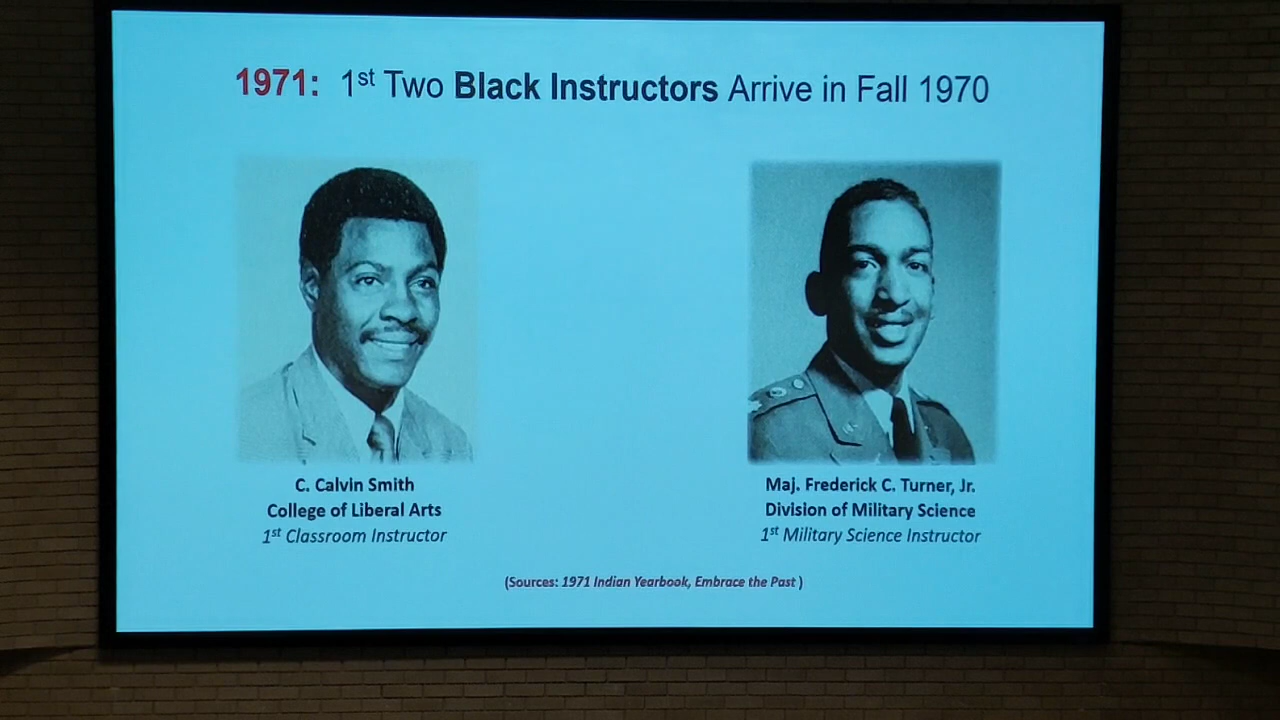 1971: 1st Two Black Instructors Arrive in Fall 1970
C. Calvin Smith
College of Liberal Arts
1st Classroom Instructor
Maj. Frederick C. Turner, Jr.
Division of Military Science
1st Military Science Instructor
(Sources: 1971 Indian Yearbook, Embrace the Past )